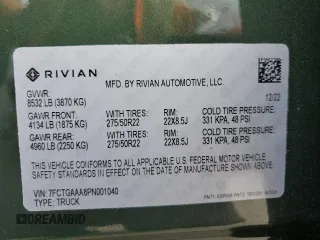 RIVIAN
MFD. BY RIVIAN AUTOMOTIVE, LLC.
12/22
GVWR:
8532 LB (3870 KG)
GAWR FRONT: WITH TIRES: RIM: COLD TIRE PRESSURE:
4134 LB (1875 KG) 275/50R22 22X8.5J 331 KPA, 48 PSI
GAWR REAR: WITH TIRES: RIM: COLD TIRE PRESSURE:
4960 LB (2250 KG) 275/50R22 22X8.5J 331 KPA, 48 PSI
THIS VEHICLE CONFORMS TO ALL APPLICABLE U.S. FEDERAL MOTOR VEHICLE
SAFETY STANDARDS IN EFFECT ON THE DATE OF MANUFACTURE SHOWN ABOVE.
VIN: 7FCTGAAA8PN001040
TYPE: TRUCK
DREAMBID